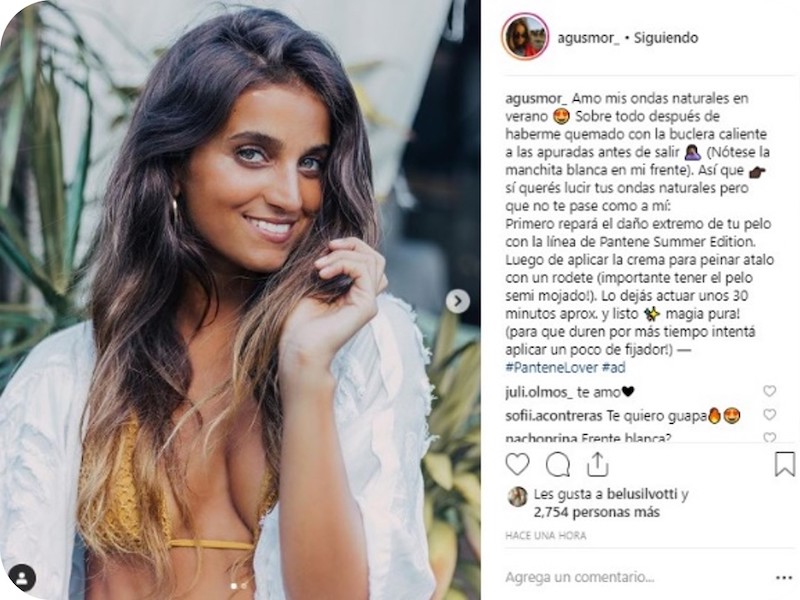 agusmor_ • Siguiendo
agusmor_ Amo mis ondas naturales en
verano 😍 Sobre todo después de
haberme quemado con la buclera caliente
a las apuradas antes de salir 🤦🏿‍♀️ (Nótese la
manchita blanca en mi frente). Así que 👉🏿
sí querés lucir tus ondas naturales pero
que no te pase como a mí:
Primero repará el daño extremo de tu pelo
con la línea de Pantene Summer Edition.
Luego de aplicar la crema para peinar atalo
con un rodete (importante tener el pelo
semi mojado!). Lo dejás actuar unos 30
minutos aprox. y listo ✨ magia pura!
(para que duren por más tiempo intentá
aplicar un poco de fijador!) —
#PanteneLover #ad
juli.olmos_ te amo🖤
sofii.acontreras Te quiero guapa🔥😍
nachoprina Frente blanca?
Les gusta a belusilvotti y
2,754 personas más
HACE UNA HORA
Agrega un comentario...